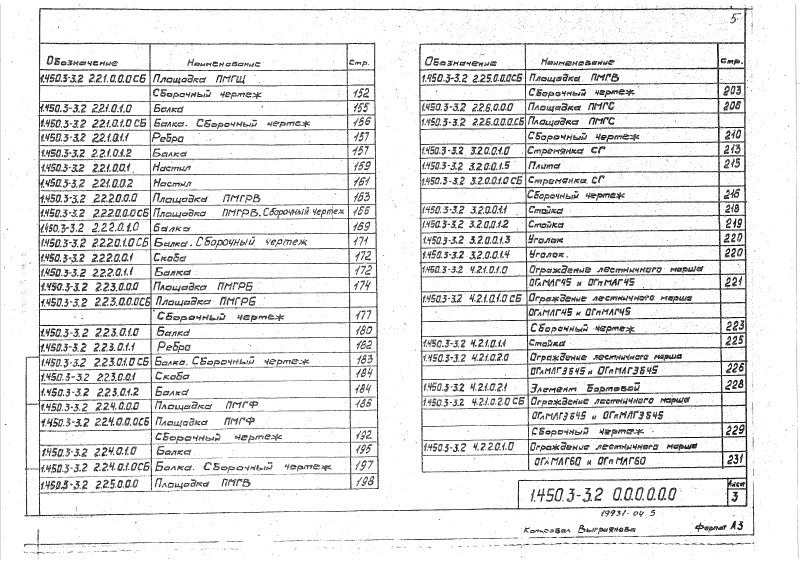 5
Обозначение Наименование Стр.
1.450.3-3.2 2.2.1.0.0.0 СБ Площадка ПМГЩ
Сборочный чертеж 152
1.450.3-3.2 2.2.1.0.1.0 Балка 155
1.450.3-3.2 2.2.1.0.1.0 СБ Балка. Сборочный чертеж 156
1.450.3-3.2 2.2.1.0.1.1 Ребро 157
1.450.3-3.2 2.2.1.0.1.2 Балка 157
1.450.3-3.2 2.2.1.0.0.1 Настил 159
1.450.3-3.2 2.2.1.0.0.2 Настил 161
1.450.3-3.2 2.2.2.0.0.0 Площадка ПМГРВ 163
1.450.3-3.2 2.2.2.0.0.0СБ Площадка ПМГРВ. Сборочный чертеж 166
1.450.3-3.2 2.2.2.0.1.0 Балка 169
1.450.3-3.2 2.2.2.0.1.0 СБ Балка. Сборочный чертеж 171
1.450.3-3.2 2.2.2.0.0.1 Скоба 172
1.450.3-3.2 2.2.2.0.1.1 Балка 172
1.450.3-3.2 2.2.3.0.0.0 Площадка ПМГРБ 174
1.450.3-3.2 2.2.3.0.0.0СБ Площадка ПМГРБ
Сборочный чертеж 177
1.450.3-3.2 2.2.3.0.1.0 Балка 180
1.450.3-3.2 2.2.3.0.1.1 Ребро 182
1.450.3-3.2 2.2.3.0.1.0 СБ Балка. Сборочный чертеж 183
1.450.3-3.2 2.2.3.0.0.1 Скоба 184
1.450.3-3.2 2.2.3.0.1.2 Балка 184
1.450.3-3.2 2.2.4.0.0.0 Площадка ПМГФ 186
1.450.3-3.2 2.2.4.0.0.0СБ Площадка ПМГФ
Сборочный чертеж 192
1.450.3-3.2 2.2.4.0.1.0 Балка 195
1.450.3-3.2 2.2.4.0.1.0СБ Балка. Сборочный чертеж 197
1.450.3-3.2 2.2.5.0.0.0 Площадка ПМГВ 198
Обозначение Наименование Стр.
1.450.3-3.2 2.2.5.0.0.0СБ Площадка ПМГВ
Сборочный чертеж 203
1.450.3-3.2 2.2.6.0.0.0 Площадка ПМГС 208
1.450.3-3.2 2.2.6.0.0.0СБ Площадка ПМГС
Сборочный чертеж 210
1.450.3-3.2 3.2.0.0.1.0 Стремянка СГ 213
1.450.3-3.2 3.2.0.0.1.5 Плита 215
1.450.3-3.2 3.2.0.0.1.0 СБ Стремянка СГ
Сборочный чертеж 216
1.450.3-3.2 3.2.0.0.1.1 Стойка 218
1.450.3-3.2 3.2.0.0.1.2 Стойка 219
1.450.3-3.2 3.2.0.0.1.3 Уголок 220
1.450.3-3.2 3.2.0.0.1.4 Уголок. 220
1.450.3-3.2 4.2.1.0.1.0 Ограждение лестничного марша
ОГлМЛГ45 и ОГпМЛГ45 221
1.450.3-3.2 4.2.1.0.1.0 СБ Ограждение лестничного марша
ОГлМЛГ45 и ОГпМЛГ45
Сборочный чертеж 223
1.450.3-3.2 4.2.1.0.1.1 Стойка 225
1.450.3-3.2 4.2.1.0.2.0 Ограждение лестничного марша
ОГлМЛГЭ645 и ОГпМЛГЭ645 226
1.450.3-3.2 4.2.1.0.2.1 Элемент бортовой 228
1.450.3-3.2 4.2.1.0.2.0 СБ Ограждение лестничного марша
ОГлМЛГЭ645 и ОГпМЛГЭ645
Сборочный чертеж 229
1.450.3-3.2 4.2.2.0.1.0 Ограждение лестничного марша
ОГлМЛГ60 и ОГпМЛГ60 231
1.450.3-3.2 0.0.0.0.0.0
Лист
3
19931-04 5
Копировал Формат А3